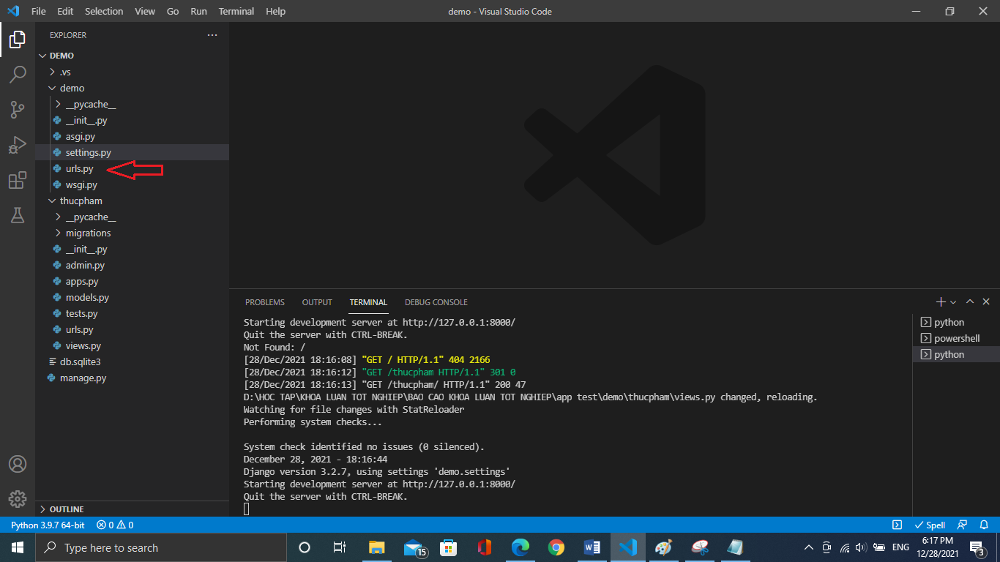 File Edit Selection View Go Run Terminal Help
demo - Visual Studio Code
EXPLORER
DEMO
.vs
demo
__pycache__
__init__.py
asgi.py
settings.py
urls.py
wsgi.py
thucpham
__pycache__
migrations
__init__.py
admin.py
apps.py
models.py
tests.py
urls.py
views.py
db.sqlite3
manage.py
OUTLINE
PROBLEMS OUTPUT TERMINAL DEBUG CONSOLE
Starting development server at http://127.0.0.1:8000/
Quit the server with CTRL-BREAK.
Not Found: /
[28/Dec/2021 18:16:08] "GET / HTTP/1.1" 404 2166
[28/Dec/2021 18:16:12] "GET /thucpham HTTP/1.1" 301 0
[28/Dec/2021 18:16:13] "GET /thucpham/ HTTP/1.1" 200 47
D:\HOC TAP\KHOA LUAN TOT NGHIEP\BAO CAO KHOA LUAN TOT NGHIEP\app test\demo\thucpham\views.py changed, reloading.
Watching for file changes with StatReloader
Performing system checks...
System check identified no issues (0 silenced).
December 28, 2021 - 18:16:44
Django version 3.2.7, using settings 'demo.settings'
Starting development server at http://127.0.0.1:8000/
Quit the server with CTRL-BREAK.
python
powershell
python
Python 3.9.7 64-bit 0 0 Spell
Type here to search
15
ENG
6:17 PM
12/28/2021
3